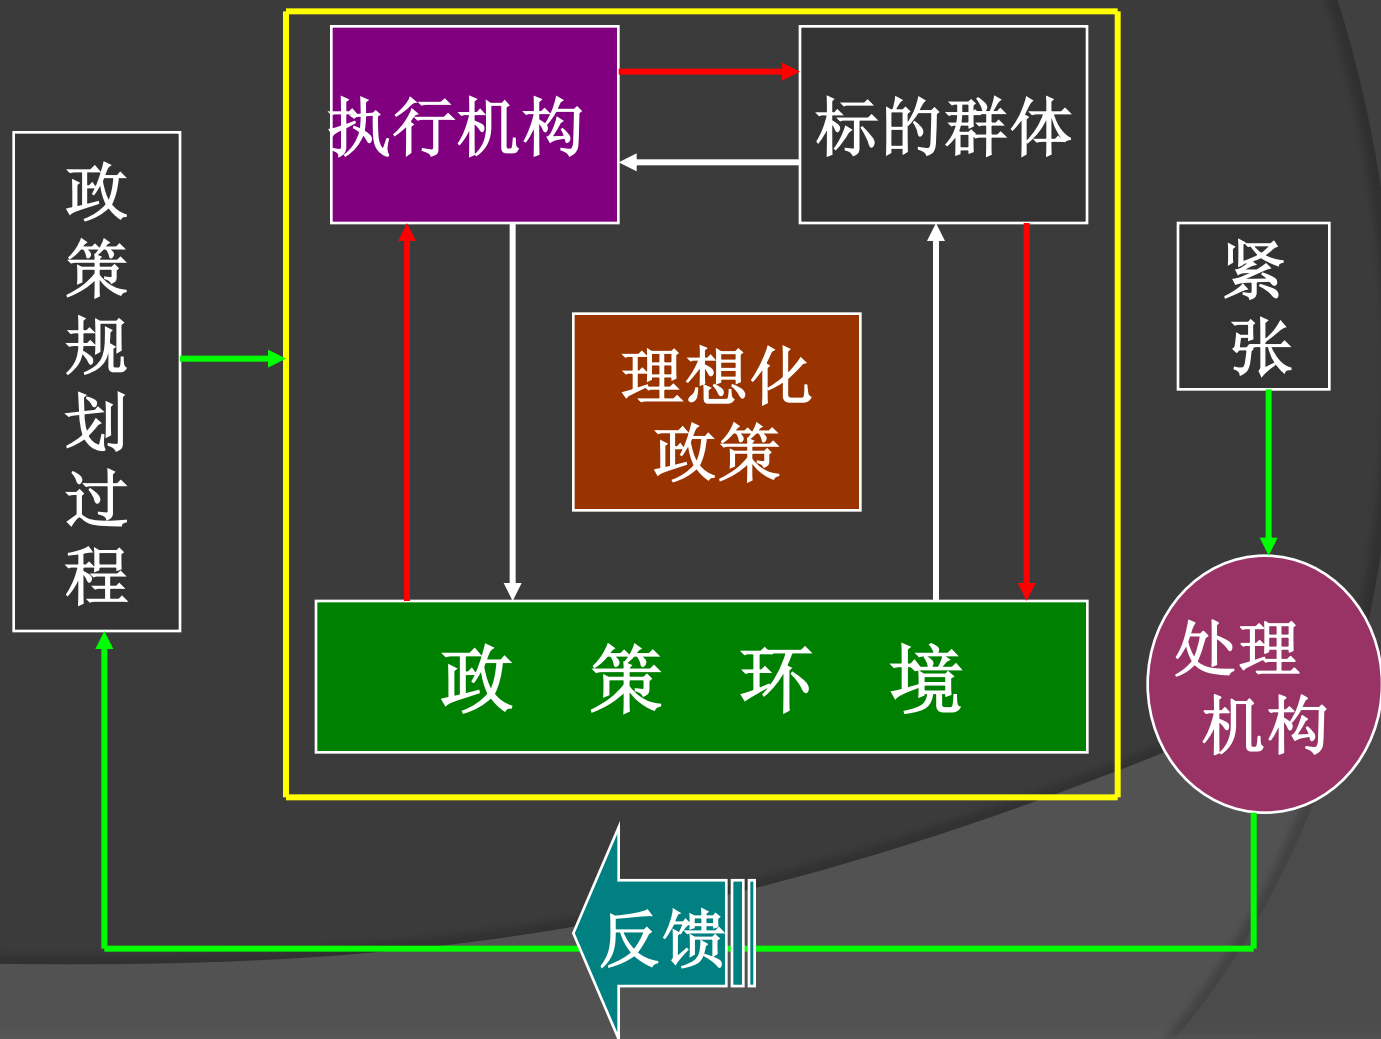 执行机构
标的群体
政
策
规
划
过
程
紧
张
理想化
政策
政 策 环 境
处理
机构
反馈